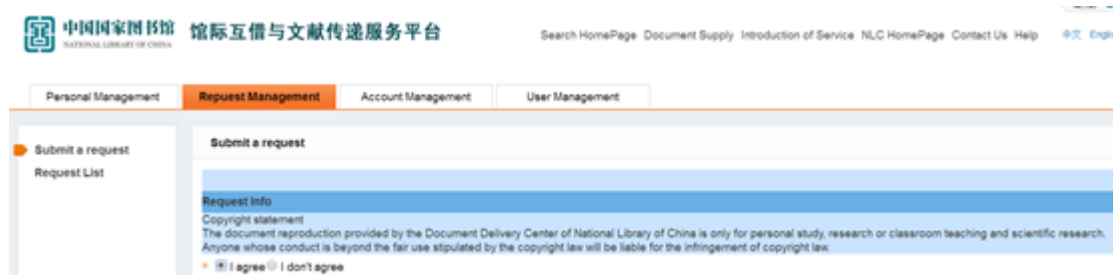 中国国家图书馆 馆际互借与文献传递服务平台
NATIONAL LIBRARY OF CHINA
Search HomePage Document Supply Introduction of Service NLC HomePage Contact Us Help 中文
Personal Management Repuest Management Account Management User Management
Submit a request
Request List
Submit a request
Request Info
Copyright statement
The document reproduction provided by the Document Delivery Center of National Library of China is only for personal study, research or classroom teaching and scientific research.
Anyone whose conduct is beyond the fair use stipulated by the copyright law will be liable for the infringement of copyright law.
* I agree I don't agree